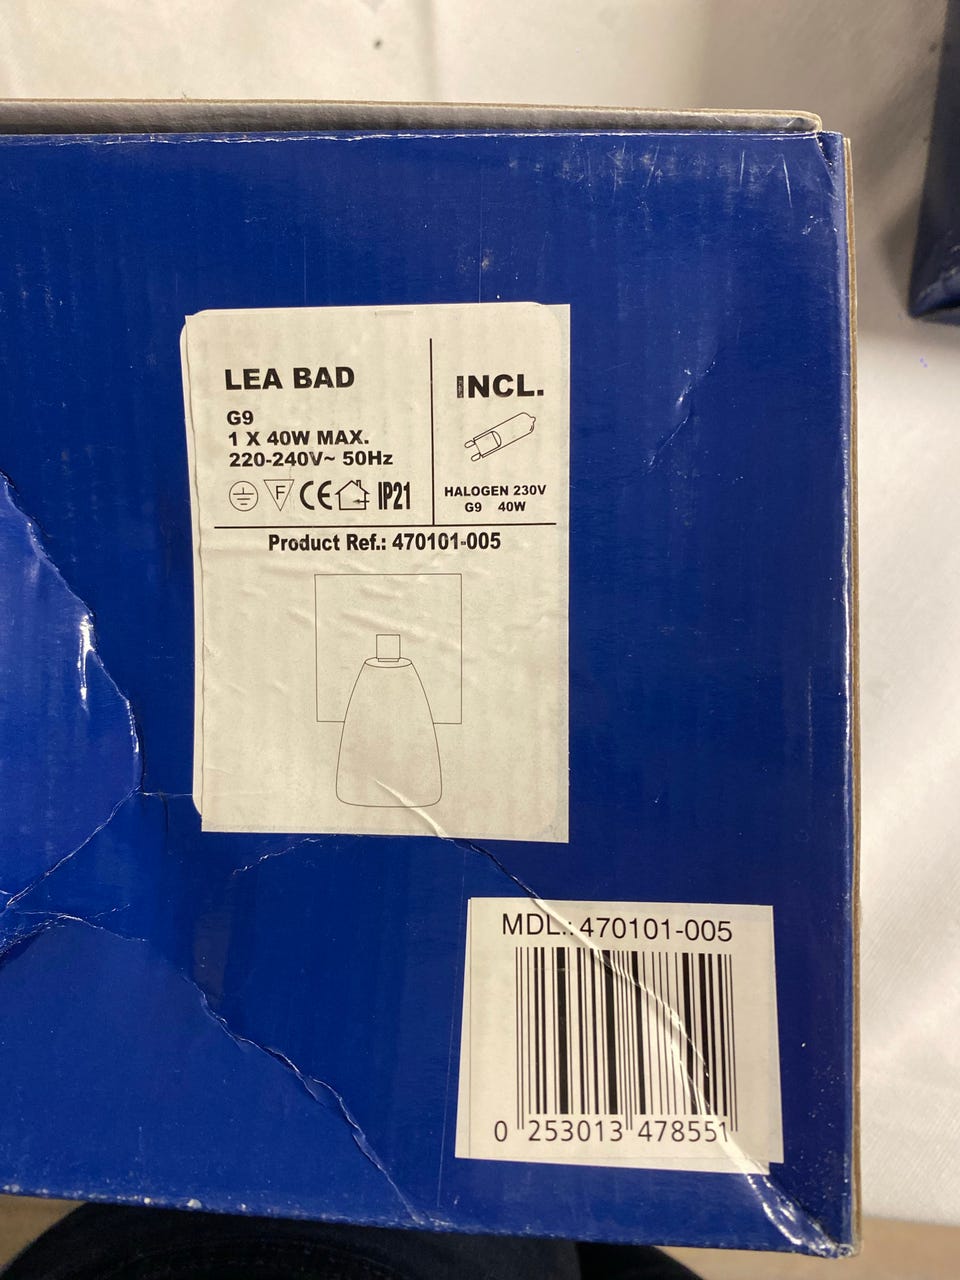 LEA BAD
G9
1 X 40W MAX.
220-240V~ 50Hz
F CE IP21
INCL.
HALOGEN 230V
G9 40W
Product Ref.: 470101-005
MDL.: 470101-005
0 253013 478551